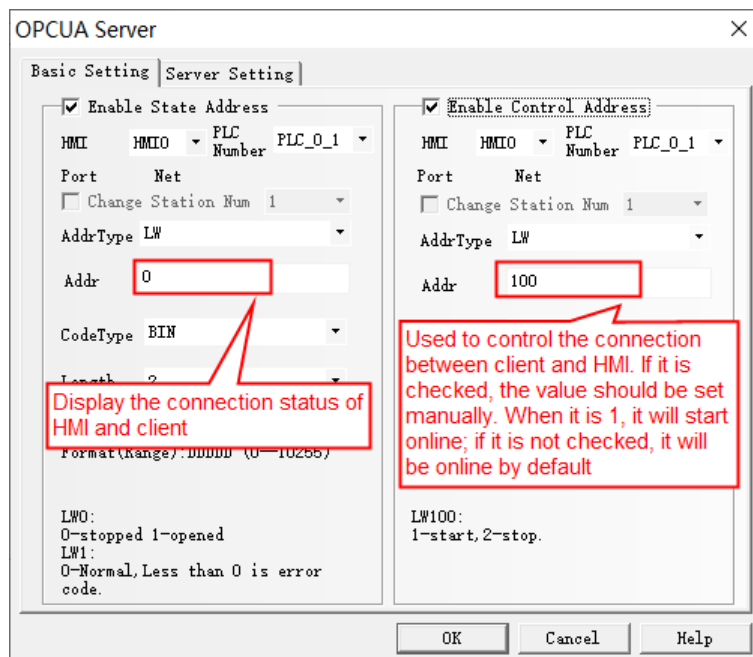 OPCUA Server
Basic Setting Server Setting
Enable State Address
HMI HMI0 PLC Number PLC_0_1
Port Net
Change Station Num 1
AddrType LW
Addr 0
CodeType BIN
Length 2
Display the connection status of
HMI and client
Format(Range):DDDDD (0--10255)
LW0:
0-stopped 1-opened
LW1:
0-Normal,Less than 0 is error
code.
Enable Control Address
HMI HMI0 PLC Number PLC_0_1
Port Net
Change Station Num 1
AddrType LW
Addr 100
Used to control the connection
between client and HMI. If it is
checked, the value should be set
manually. When it is 1, it will start
online; if it is not checked, it will
be online by default
LW100:
1-start,2-stop.
OK Cancel Help